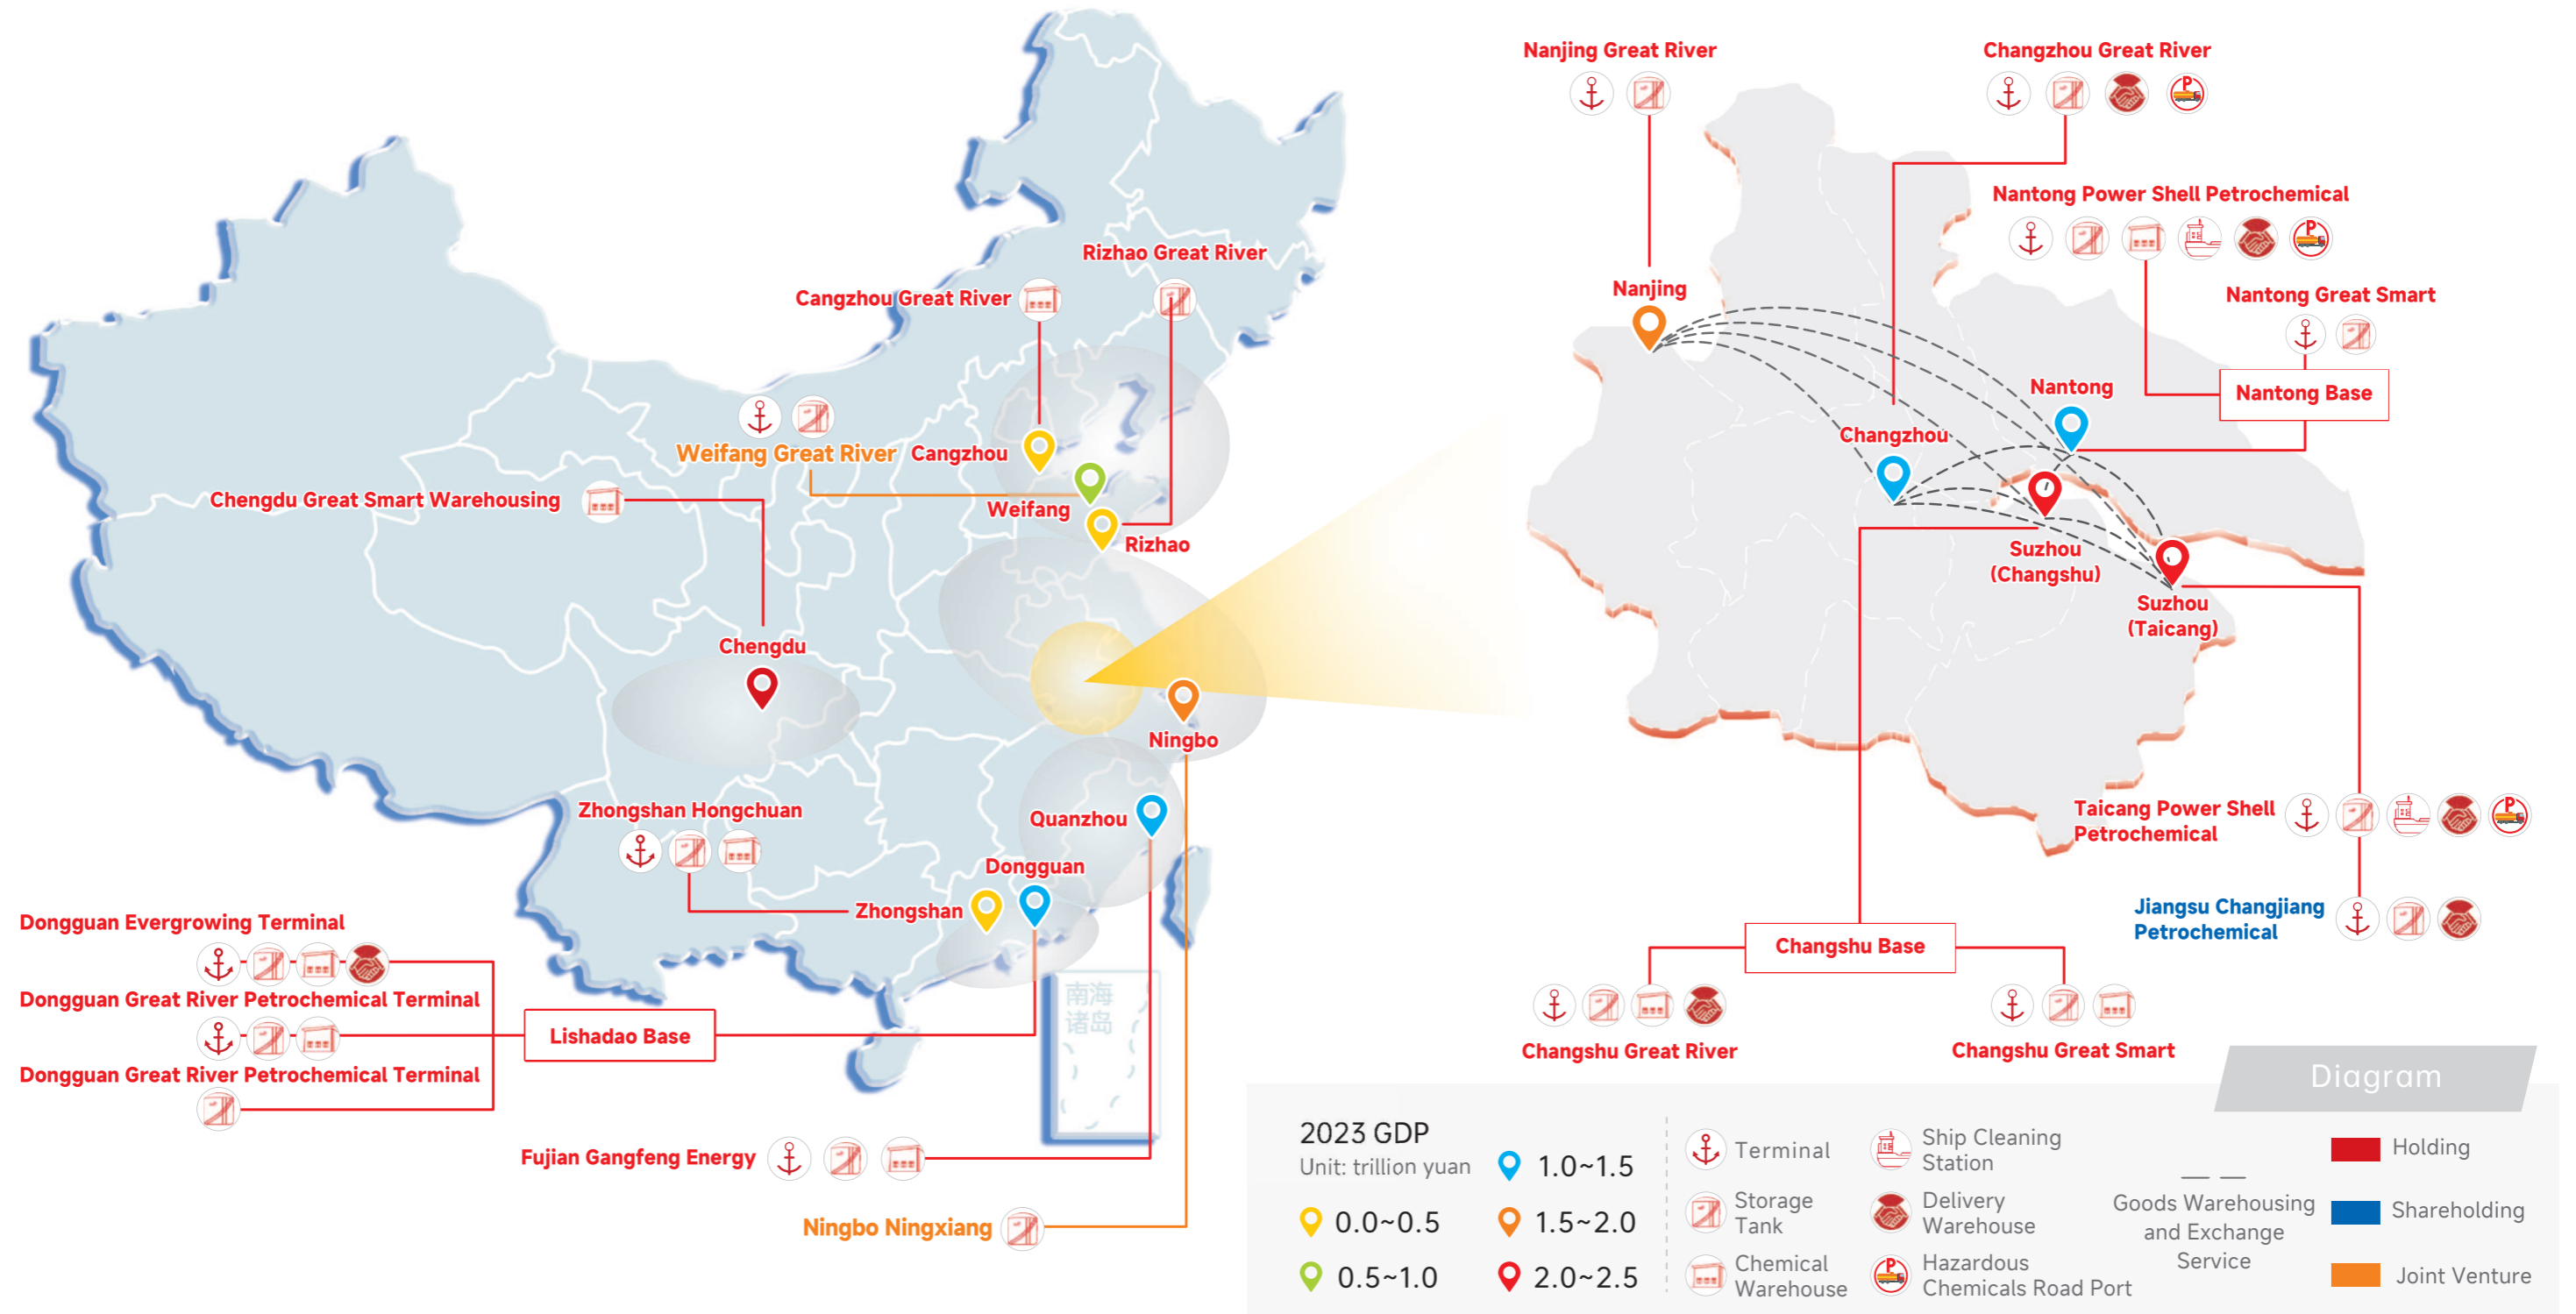 Nanjing Great River
Changzhou Great River
Nantong Power Shell Petrochemical
Rizhao Great River
Cangzhou Great River
Nanjing
Nantong Great Smart
Nantong
Nantong Base
Changzhou
Weifang Great River
Cangzhou
Chengdu Great Smart Warehousing
Weifang
Rizhao
Suzhou
(Changshu)
Suzhou
(Taicang)
Chengdu
Ningbo
Zhongshan Hongchuan
Quanzhou
Taicang Power Shell
Petrochemical
Dongguan
Zhongshan
Jiangsu Changjiang
Petrochemical
Dongguan Evergrowing Terminal
Changshu Base
Dongguan Great River Petrochemical Terminal
南海
诸岛
Lishadao Base
Changshu Great River
Changshu Great Smart
Dongguan Great River Petrochemical Terminal
Fujian Gangfeng Energy
Ningbo Ningxiang
Diagram
2023 GDP
Unit: trillion yuan
1.0~1.5
0.0~0.5
1.5~2.0
0.5~1.0
2.0~2.5
Terminal
Ship Cleaning
Station
Storage
Tank
Delivery
Warehouse
Chemical
Warehouse
Hazardous
Chemicals Road Port
Goods Warehousing
and Exchange
Service
Holding
Shareholding
Joint Venture